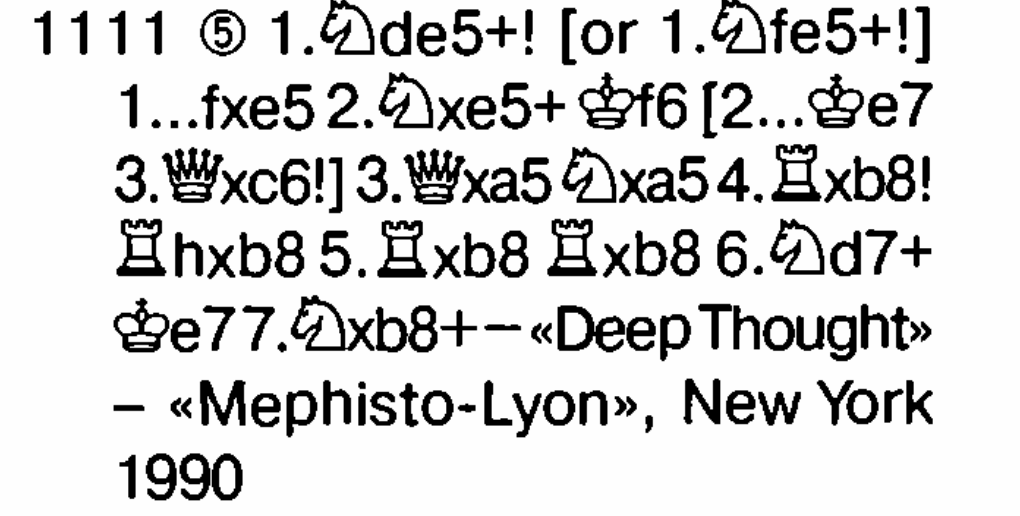 1111 ⑤ 1.♘de5+! [or 1.♘fe5+!]
1...fxe5 2.♘xe5+ ♔f6 [2...♔e7
3.♕xc6!] 3.♕xa5 ♘xa5 4.♖xb8!
♖hxb8 5.♖xb8 ♖xb8 6.♘d7+
♔e7 7.♘xb8+− «Deep Thought»
– «Mephisto-Lyon», New York
1990